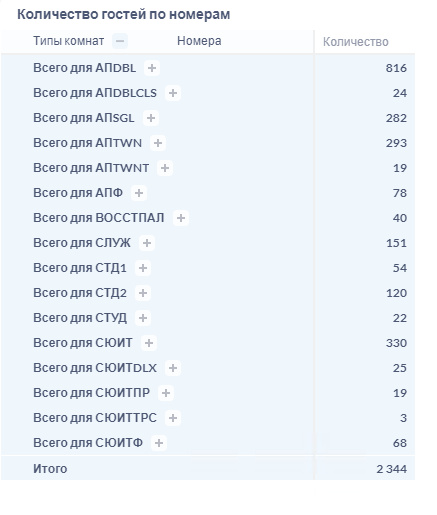 Количество гостей по номерам
Типы комнат Номера Количество
Всего для АПDBL 816
Всего для АПDBLCLS 24
Всего для АПSGL 282
Всего для АПTWN 293
Всего для АПTWNT 19
Всего для АПФ 78
Всего для ВОССТПАЛ 40
Всего для СЛУЖ 151
Всего для СТД1 54
Всего для СТД2 120
Всего для СТУД 22
Всего для СЮИТ 330
Всего для СЮИТDLX 25
Всего для СЮИТПР 19
Всего для СЮИТТРС 3
Всего для СЮИТФ 68
Итого 2 344